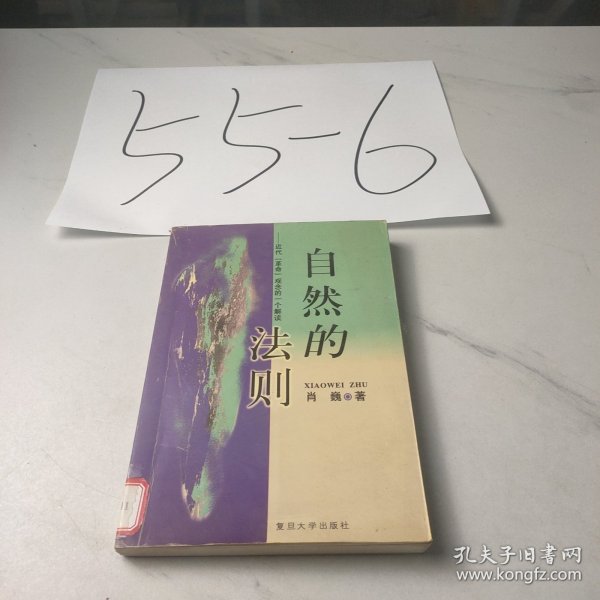 55-6
自然的
法则
——近代「革命」观念的一个解读
XIAOWEI ZHU
肖 巍 著
复旦大学出版社
孔夫子旧书网
www.kongfz.com